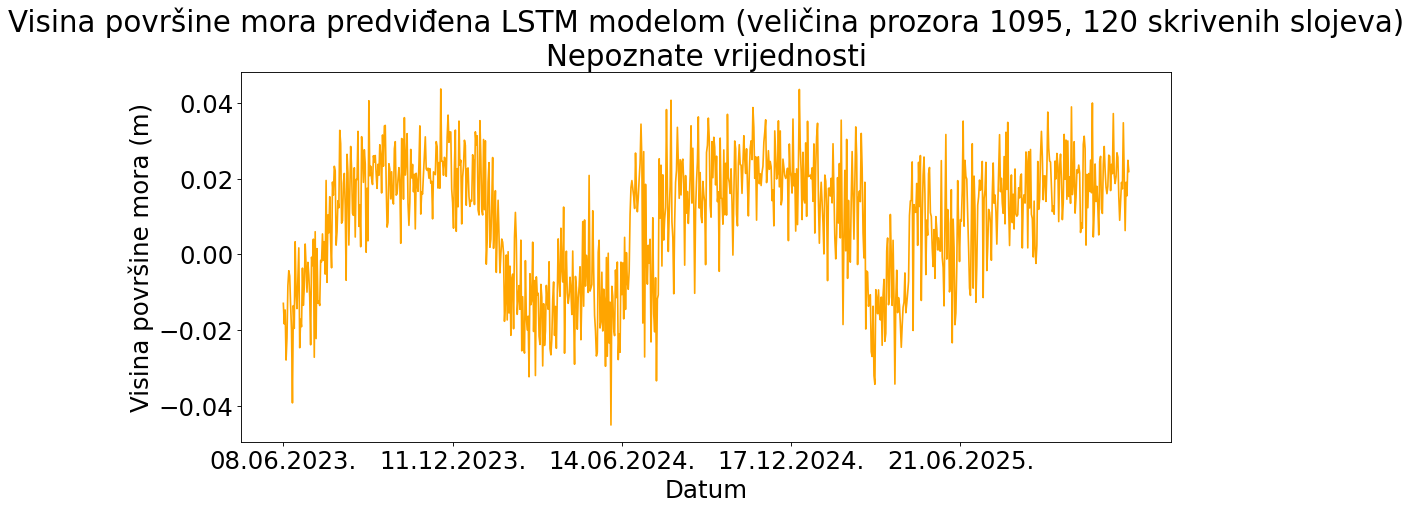 Visina površine mora predviđena LSTM modelom (veličina prozora 1095, 120 skrivenih slojeva)
Nepoznate vrijednosti
Visina površine mora (m)
0.04
0.02
0.00
−0.02
−0.04
08.06.2023. 11.12.2023. 14.06.2024. 17.12.2024. 21.06.2025.
Datum